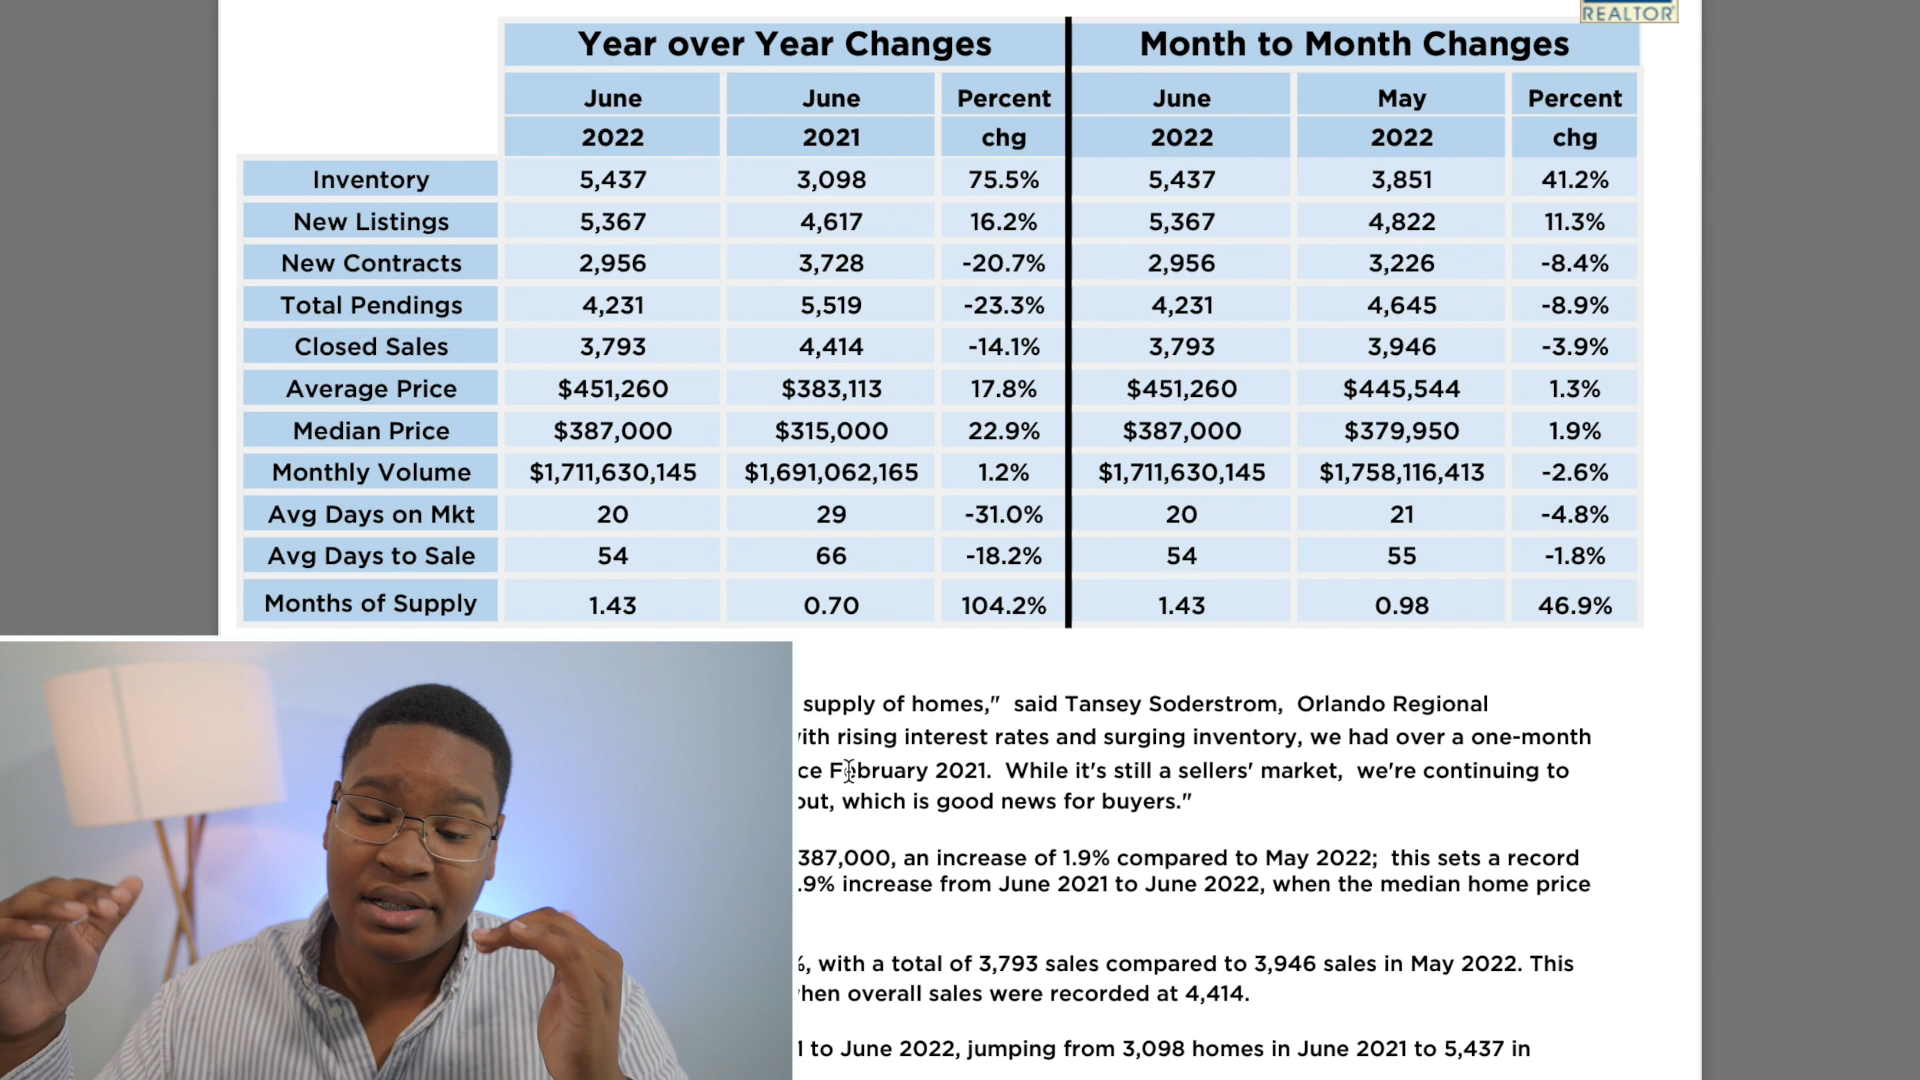 REALTOR
Year over Year Changes Month to Month Changes
June June Percent June May Percent
2022 2021 chg 2022 2022 chg
Inventory 5,437 3,098 75.5% 5,437 3,851 41.2%
New Listings 5,367 4,617 16.2% 5,367 4,822 11.3%
New Contracts 2,956 3,728 -20.7% 2,956 3,226 -8.4%
Total Pendings 4,231 5,519 -23.3% 4,231 4,645 -8.9%
Closed Sales 3,793 4,414 -14.1% 3,793 3,946 -3.9%
Average Price $451,260 $383,113 17.8% $451,260 $445,544 1.3%
Median Price $387,000 $315,000 22.9% $387,000 $379,950 1.9%
Monthly Volume $1,711,630,145 $1,691,062,165 1.2% $1,711,630,145 $1,758,116,413 -2.6%
Avg Days on Mkt 20 29 -31.0% 20 21 -4.8%
Avg Days to Sale 54 66 -18.2% 54 55 -1.8%
Months of Supply 1.43 0.70 104.2% 1.43 0.98 46.9%
supply of homes," said Tansey Soderstrom, Orlando Regional
ith rising interest rates and surging inventory, we had over a one-month
ce February 2021. While it's still a sellers' market, we're continuing to
out, which is good news for buyers."
387,000, an increase of 1.9% compared to May 2022; this sets a record
.9% increase from June 2021 to June 2022, when the median home price
%, with a total of 3,793 sales compared to 3,946 sales in May 2022. This
hen overall sales were recorded at 4,414.
1 to June 2022, jumping from 3,098 homes in June 2021 to 5,437 in